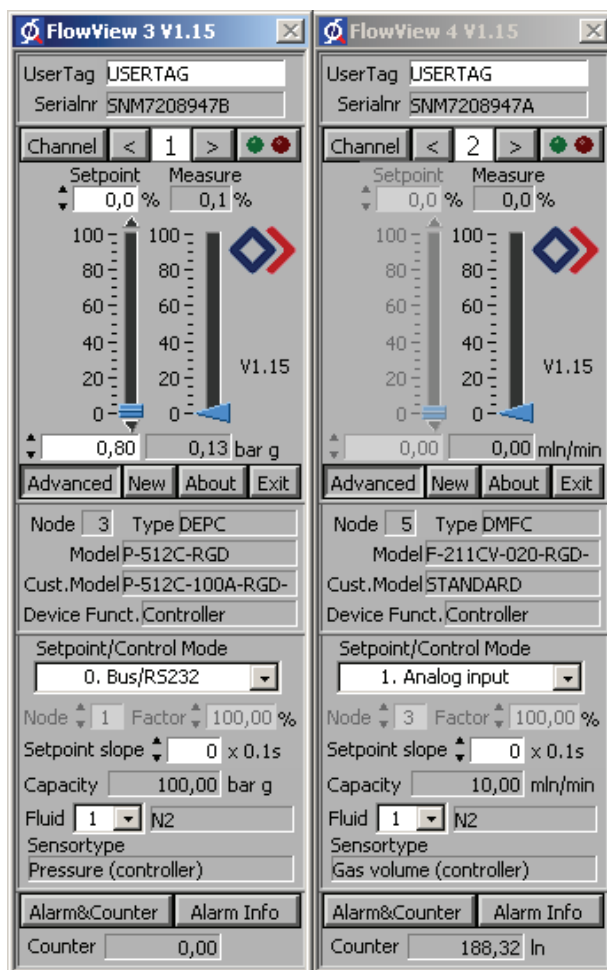 FlowView 3 V1.15
UserTag USERTAG
Serialnr SNM7208947B
Channel < 1 >
Setpoint Measure
0,0 % 0,1 %
100 100
80 80
60 60
40 40
V1.15
20 20
0 0
0,80 0,13 bar g
Advanced New About Exit
Node 3 Type DEPC
Model P-512C-RGD
Cust.Model P-512C-100A-RGD-
Device Funct. Controller
Setpoint/Control Mode
0. Bus/RS232
Node 1 Factor 100,00 %
Setpoint slope 0 x 0.1s
Capacity 100,00 bar g
Fluid 1 N2
Sensortype
Pressure (controller)
Alarm&Counter Alarm Info
Counter 0,00
FlowView 4 V1.15
UserTag USERTAG
Serialnr SNM7208947A
Channel < 2 >
Setpoint Measure
0,0 % 0,0 %
100 100
80 80
60 60
40 40
V1.15
20 20
0 0
0,00 0,00 mln/min
Advanced New About Exit
Node 5 Type DMFC
Model F-211CV-020-RGD-
Cust.Model STANDARD
Device Funct. Controller
Setpoint/Control Mode
1. Analog input
Node 3 Factor 100,00 %
Setpoint slope 0 x 0.1s
Capacity 10,00 mln/min
Fluid 1 N2
Sensortype
Gas volume (controller)
Alarm&Counter Alarm Info
Counter 188,32 ln